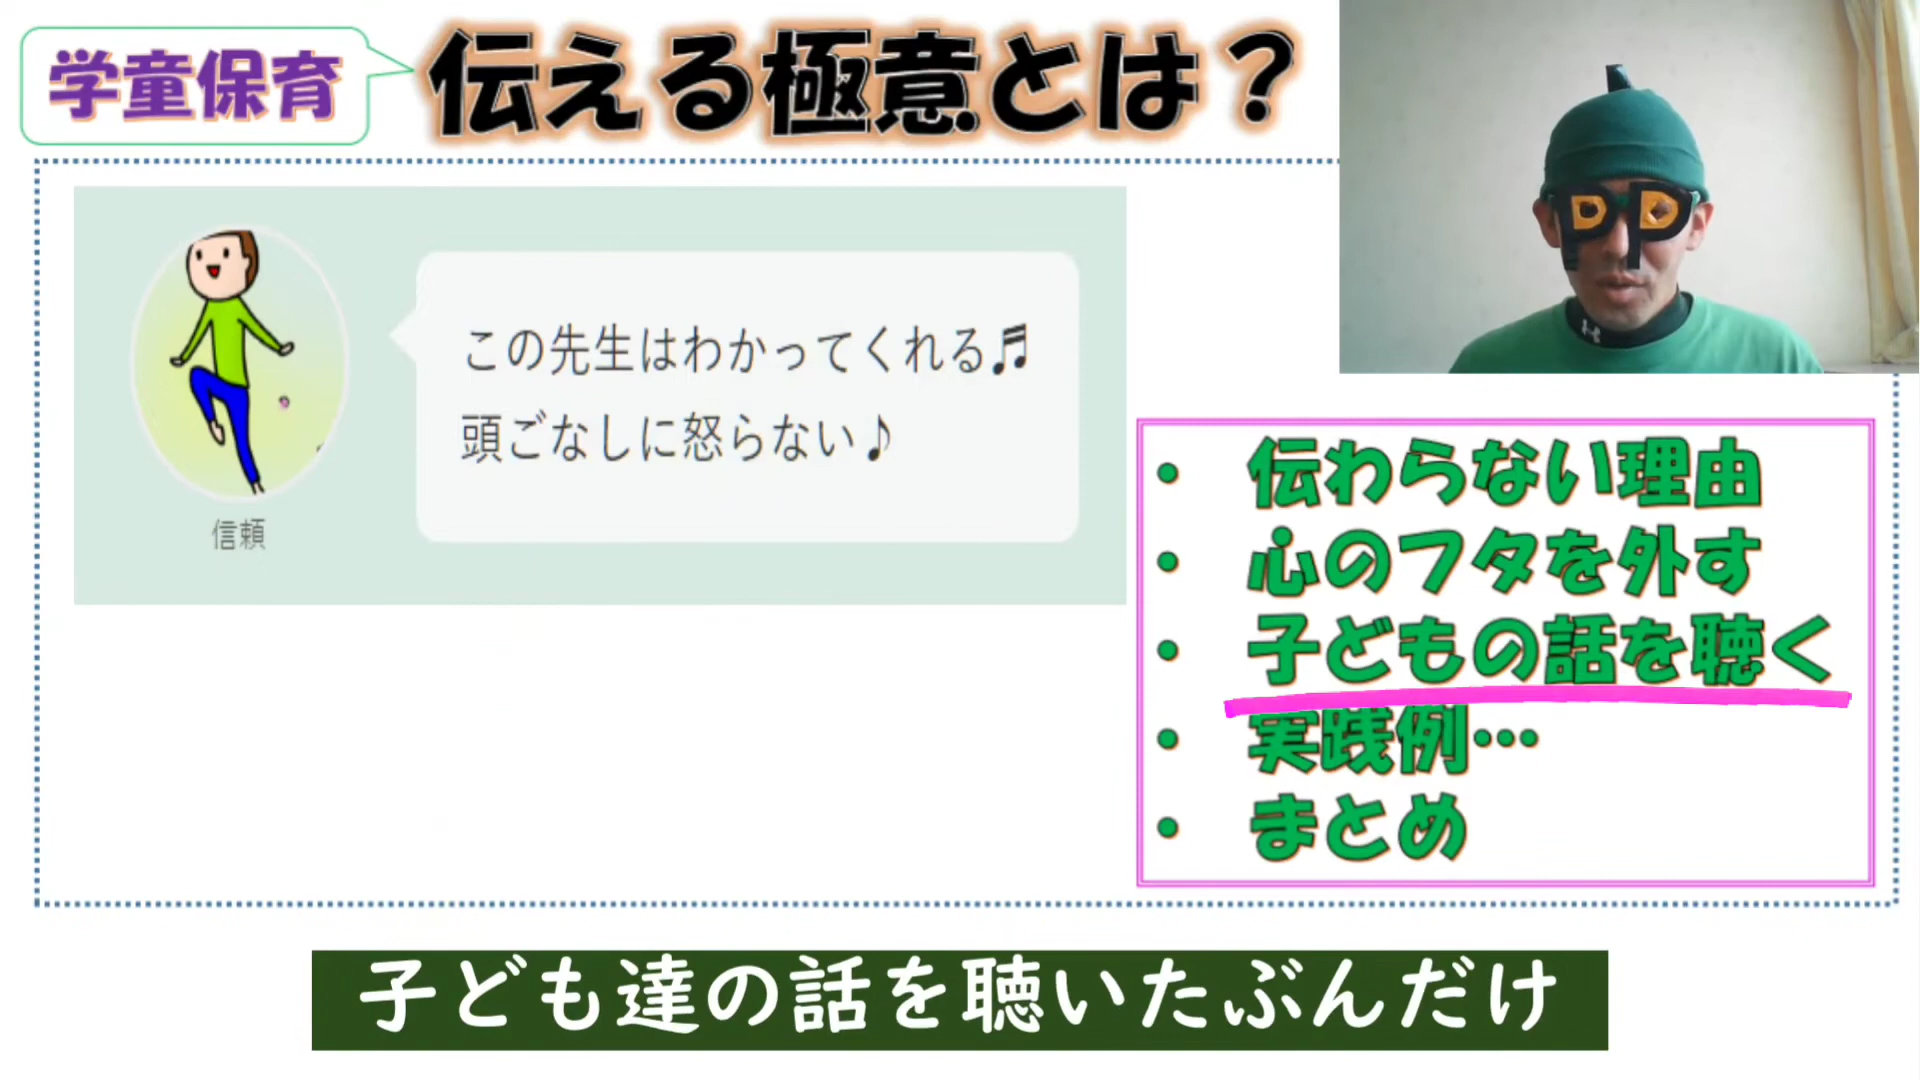 学童保育
伝える極意とは？
この先生はわかってくれる♬
頭ごなしに怒らない♪
信頼
• 伝わらない理由
• 心のフタを外す
• 子どもの話を聴く
• 実践例…
• まとめ
子ども達の話を聴いたぶんだけ